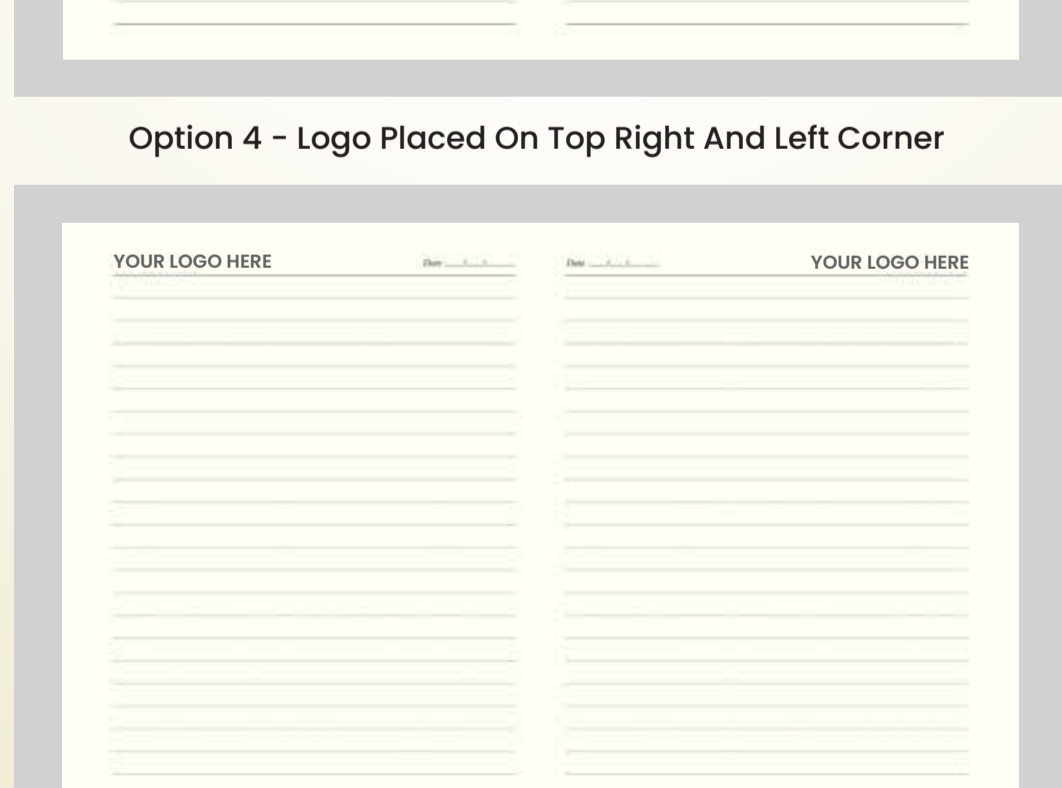 Option 4 - Logo Placed On Top Right And Left Corner
YOUR LOGO HERE
Date
Date
YOUR LOGO HERE